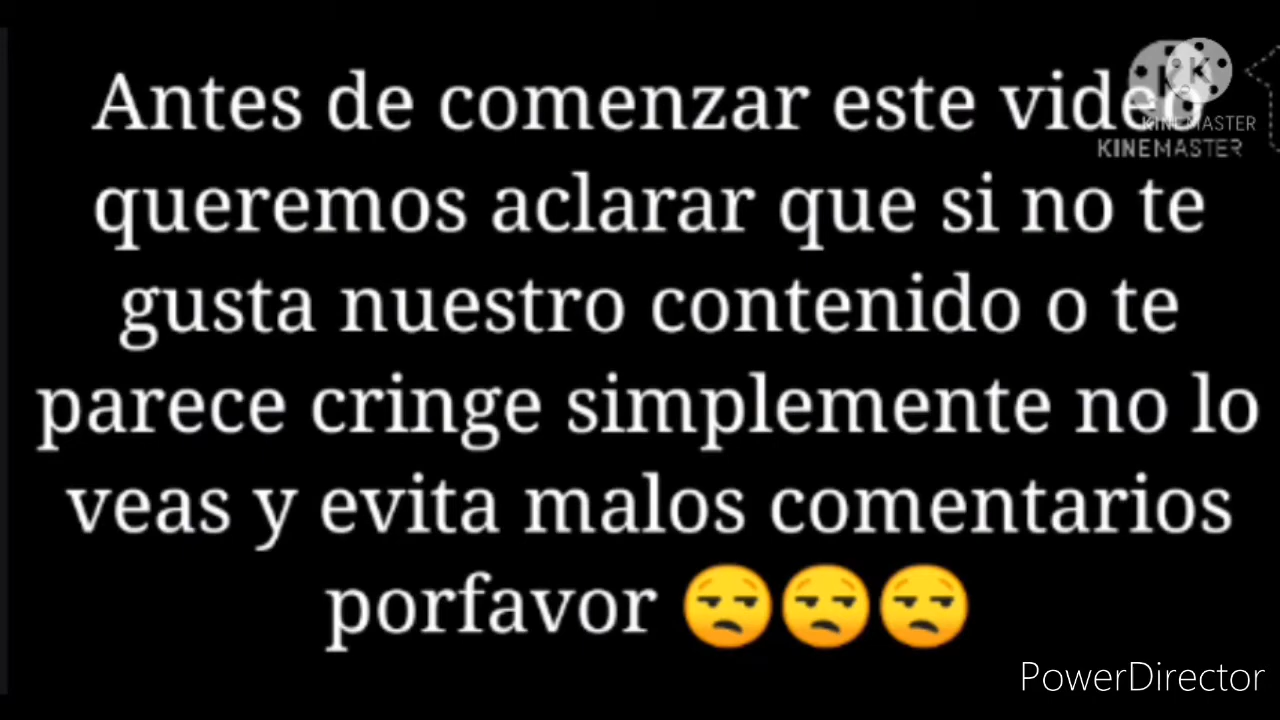 Antes de comenzar este video
queremos aclarar que si no te
gusta nuestro contenido o te
parece cringe simplemente no lo
veas y evita malos comentarios
porfavor 😒😒😒
KINEMASTER
KINEMASTER
PowerDirector